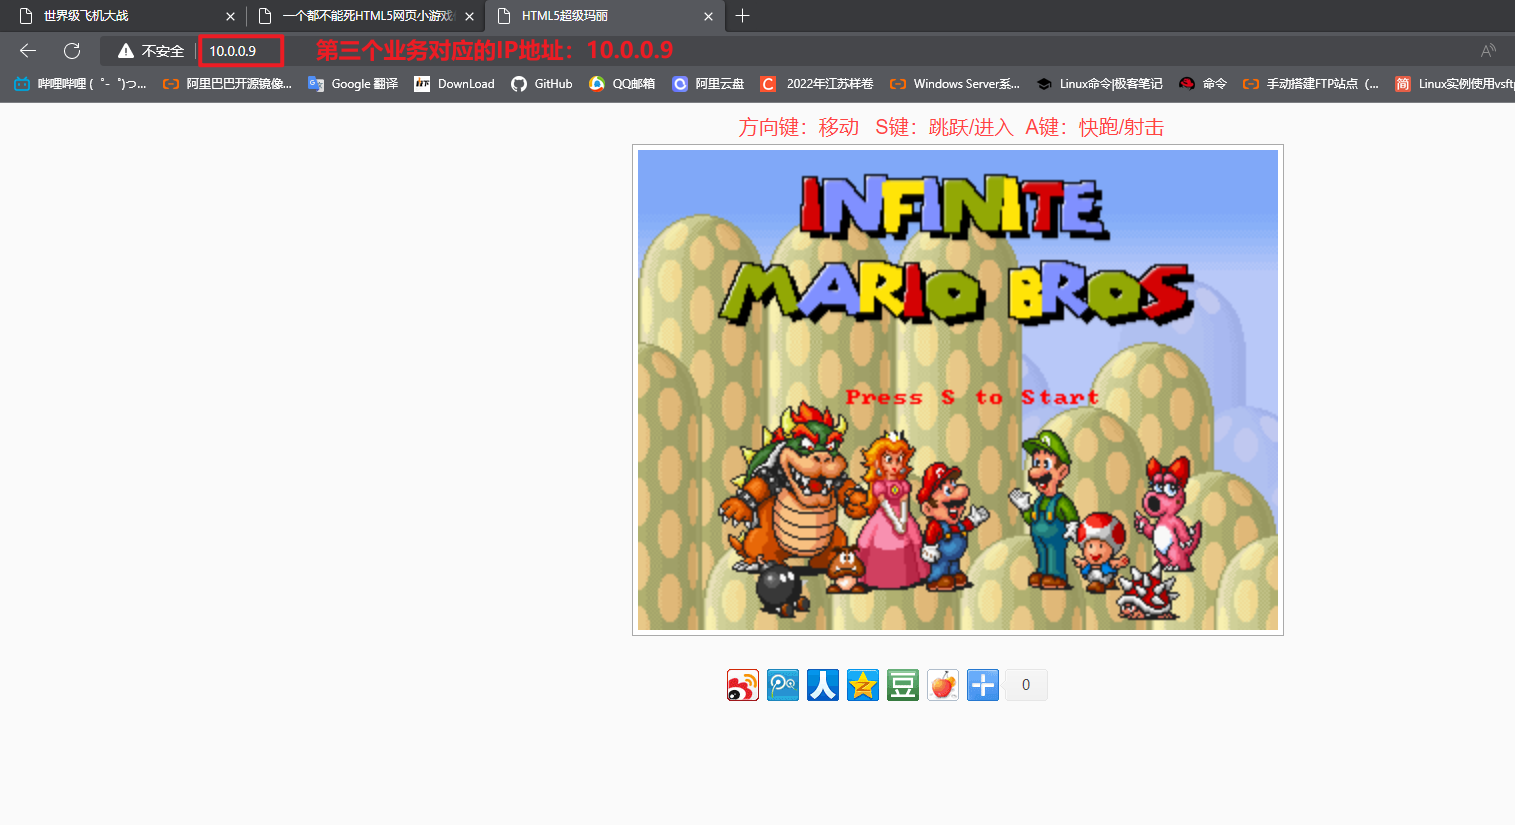 世界级飞机大战
一个都不能死HTML5网页小游戏
HTML5超级玛丽
不安全
10.0.0.9
第三个业务对应的IP地址：10.0.0.9
哔哩哔哩 (゜-゜)つ...
阿里巴巴开源镜像...
Google 翻译
DownLoad
GitHub
QQ邮箱
阿里云盘
2022年江苏样卷
Windows Server系...
Linux命令|极客笔记
命令
手动搭建FTP站点（...
Linux实例使用vsftp
方向键：移动 S键：跳跃/进入 A键：快跑/射击
INFINITE
MARIO BROS
Press S to Start
0